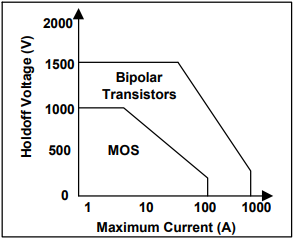 2000
1500
1000
500
0
Holdoff Voltage (V)
Bipolar
Transistors
MOS
1 10 100 1000
Maximum Current (A)